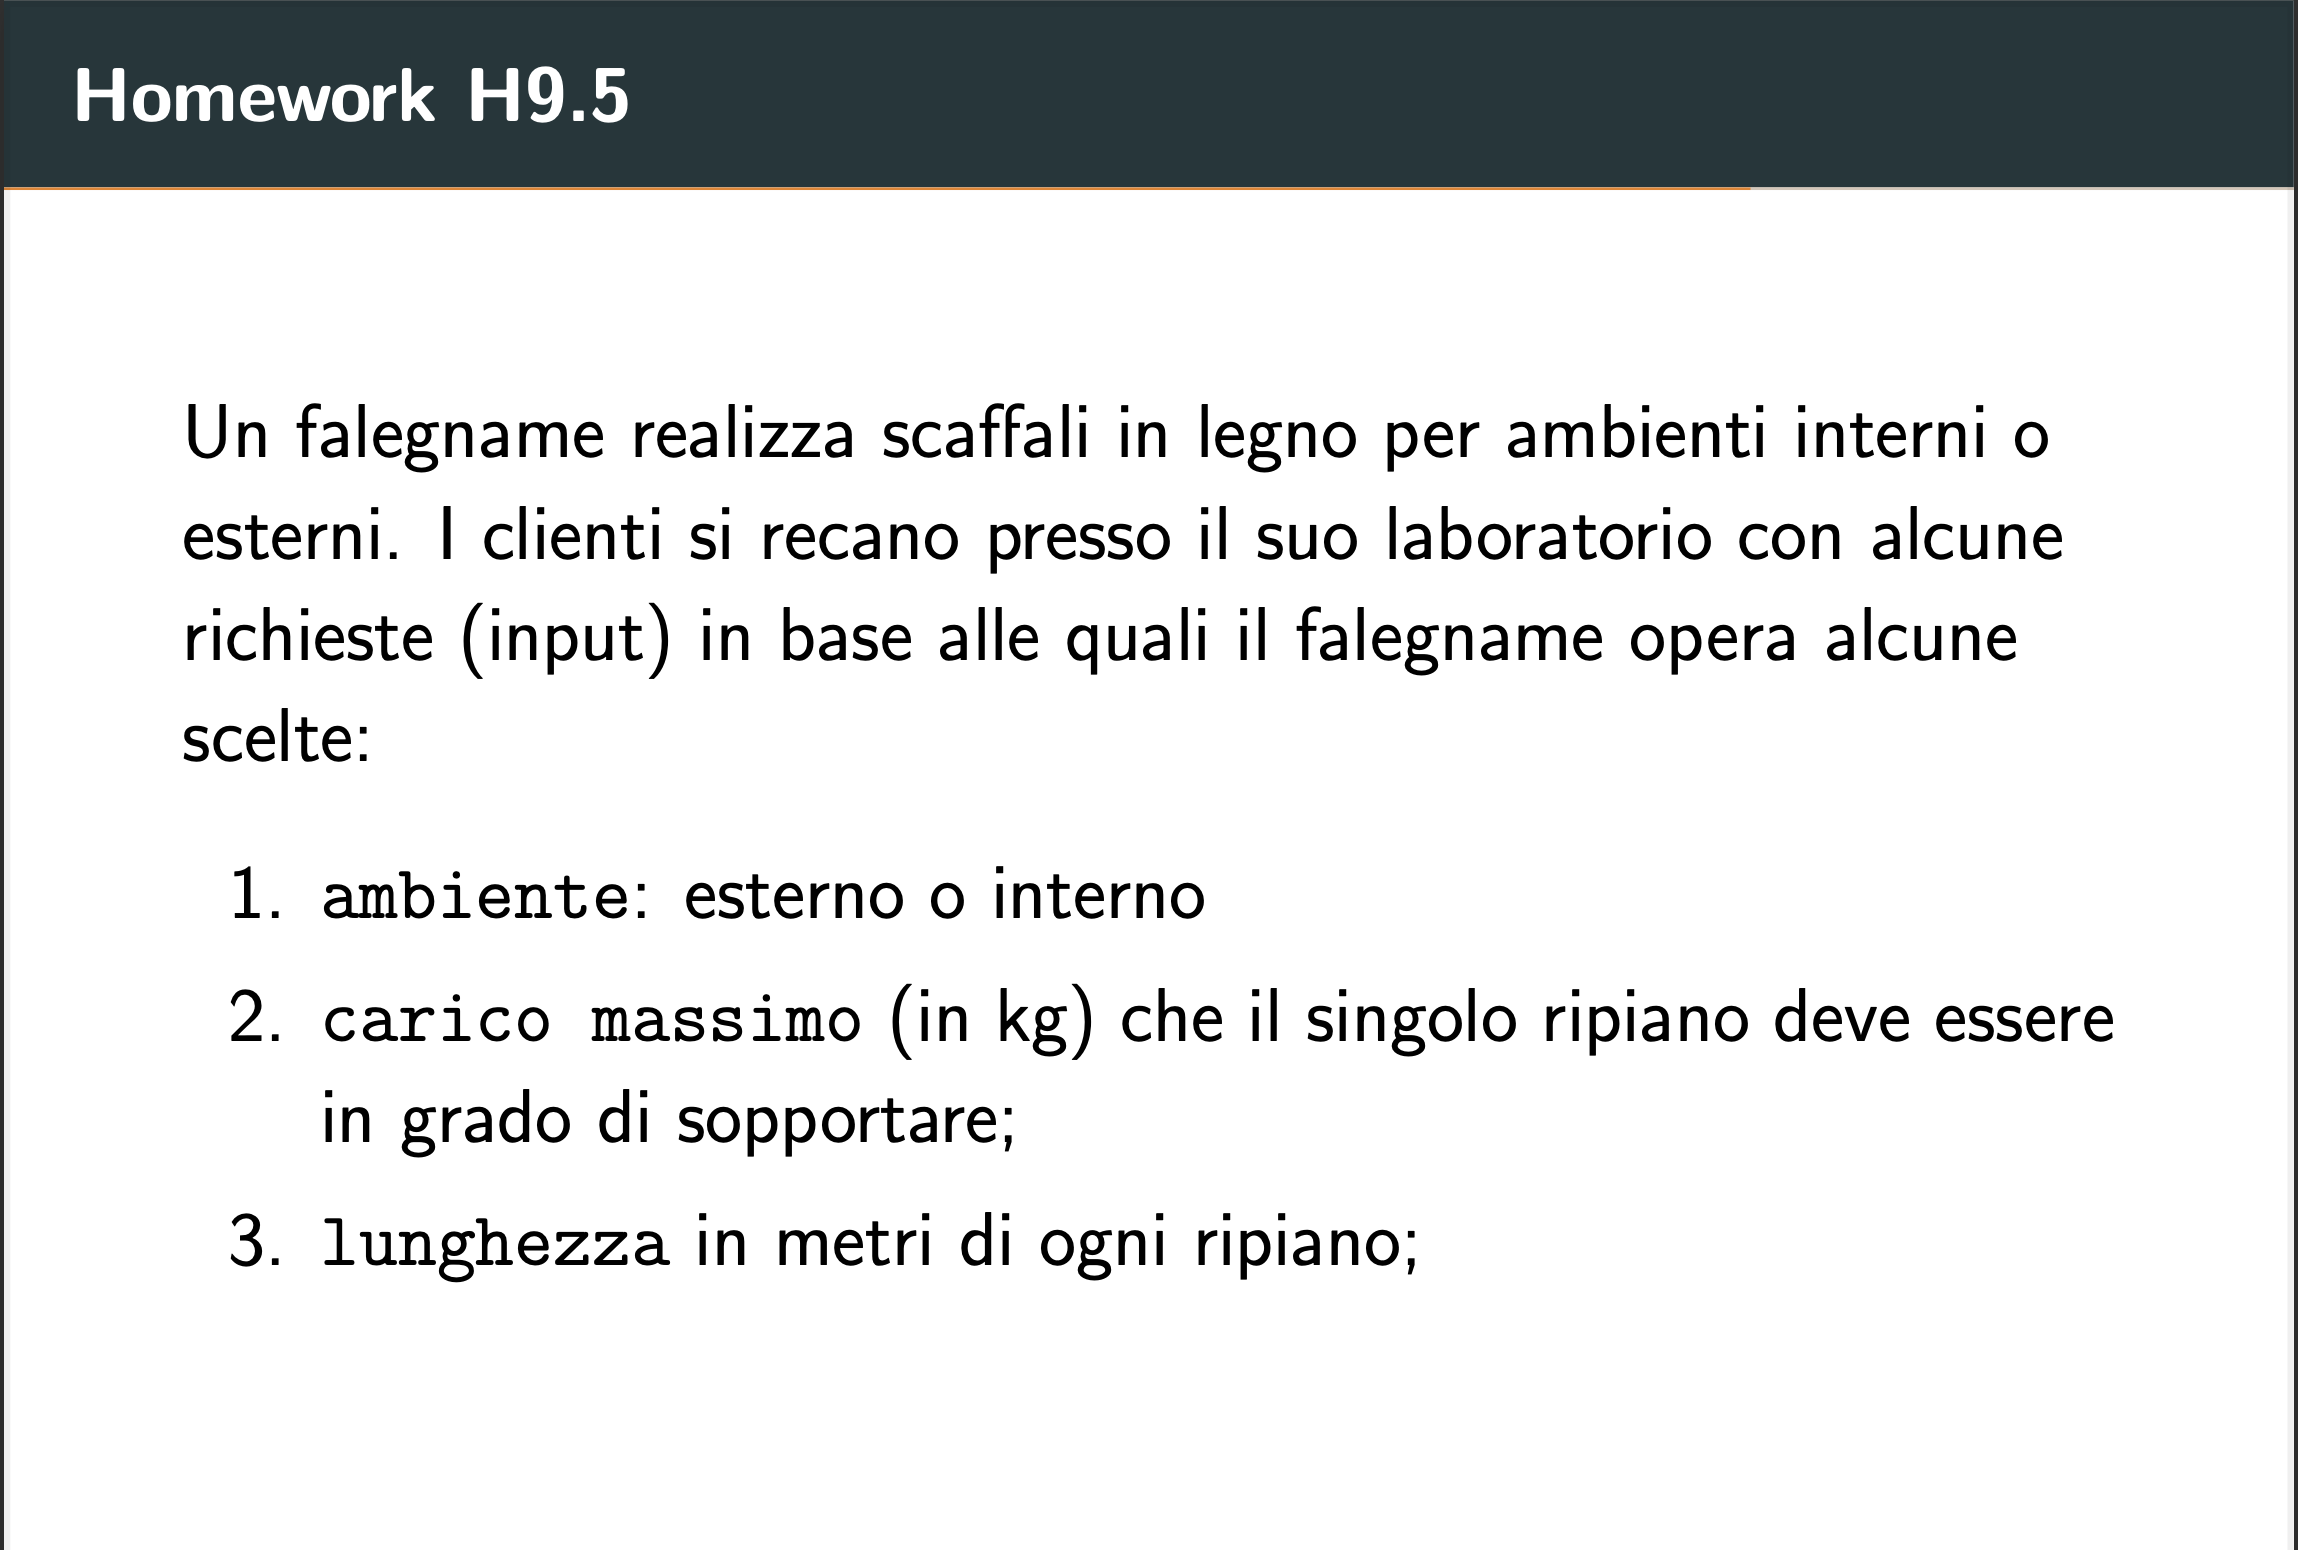 Homework H9.5
Un falegname realizza scaffali in legno per ambienti interni o
esterni. I clienti si recano presso il suo laboratorio con alcune
richieste (input) in base alle quali il falegname opera alcune
scelte:
1. ambiente: esterno o interno
2. carico massimo (in kg) che il singolo ripiano deve essere
in grado di sopportare;
3. lunghezza in metri di ogni ripiano;